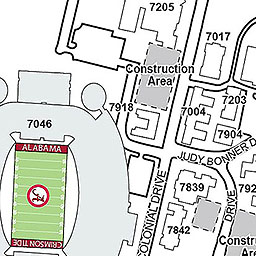 7205
7017
Construction
Area
7918
7203
7004
7046
7904
ALABAMA
JUDY BONNER D
7839
792
COLONIAL DRIVE
DRIVE
7842
CRIMSON TIDE
Constru
A